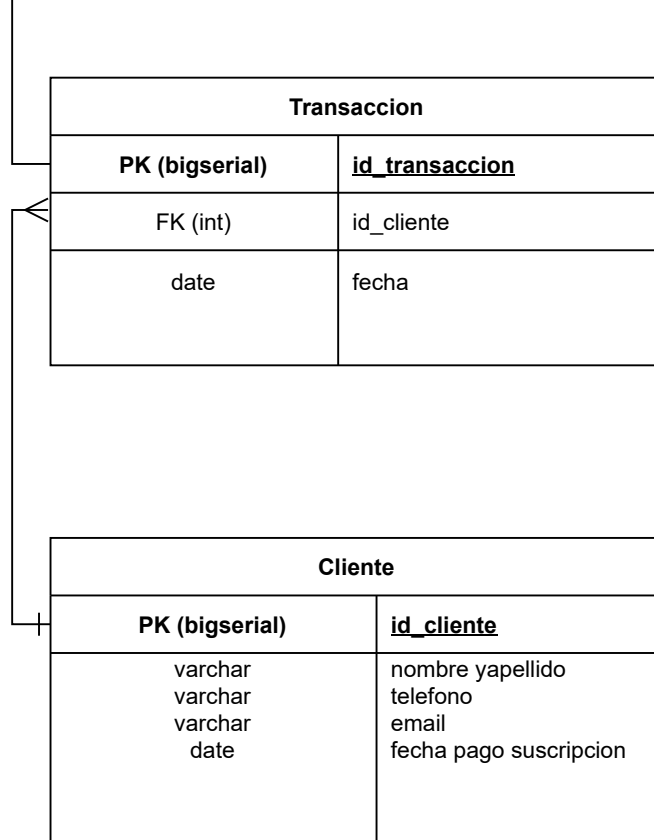 Transaccion
PK (bigserial) id_transaccion
FK (int) id_cliente
date fecha
Cliente
PK (bigserial) id_cliente
varchar nombre yapellido
varchar telefono
varchar email
date fecha pago suscripcion